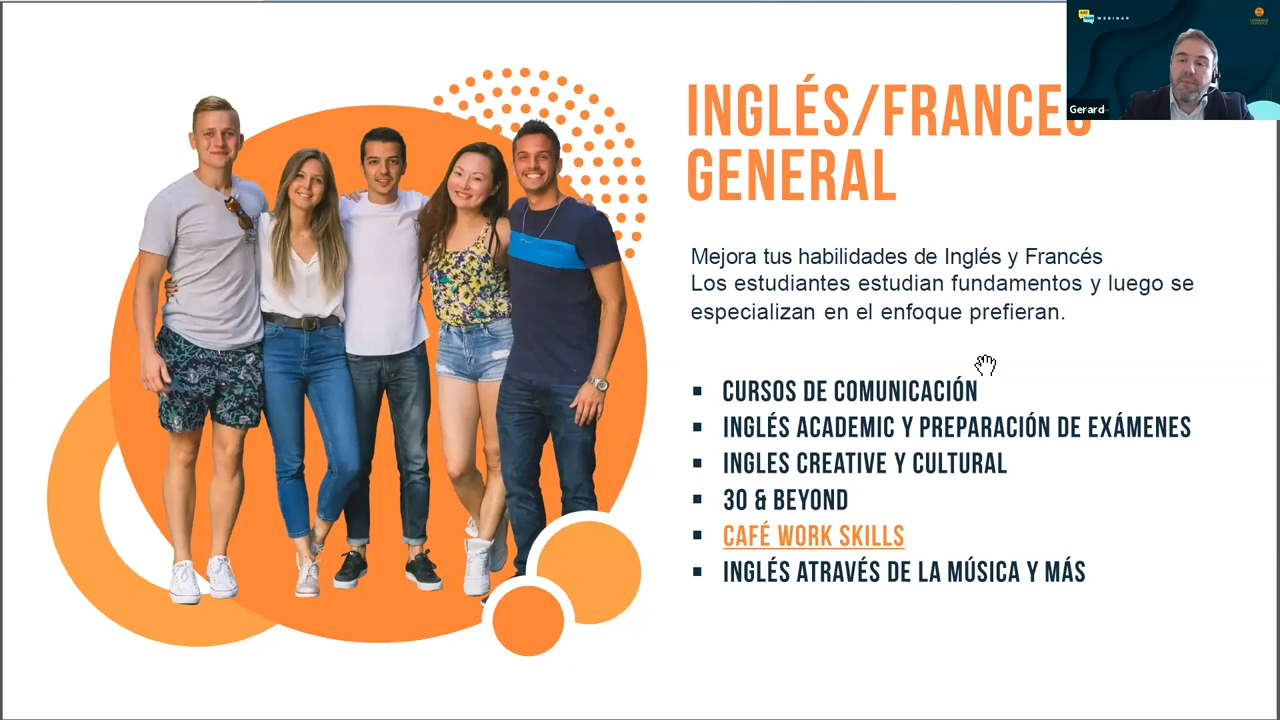 INGLÉS/FRANCES
GENERAL
WEBINAR
Gerard
Mejora tus habilidades de Inglés y Francés
Los estudiantes estudian fundamentos y luego se
especializan en el enfoque prefieran.
CURSOS DE COMUNICACIÓN
INGLÉS ACADEMIC Y PREPARACIÓN DE EXÁMENES
INGLES CREATIVE Y CULTURAL
30 & BEYOND
CAFÉ WORK SKILLS
INGLÉS ATRAVÉS DE LA MÚSICA Y MÁS